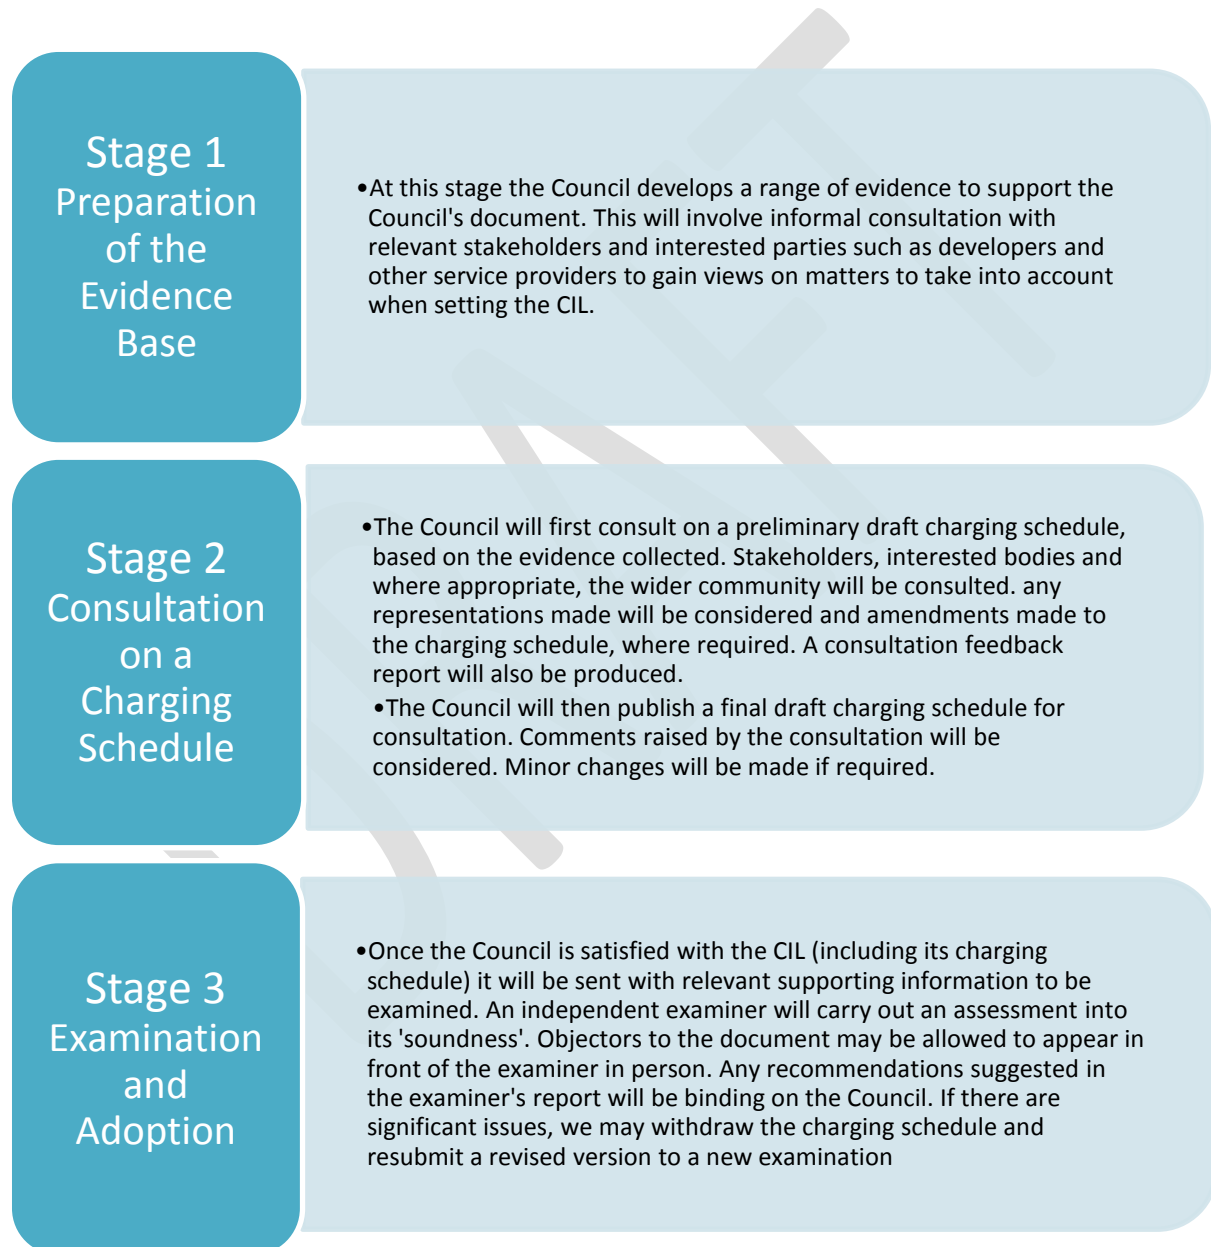 Stage 1
Preparation
of the
Evidence
Base
•At this stage the Council develops a range of evidence to support the
Council's document. This will involve informal consultation with
relevant stakeholders and interested parties such as developers and
other service providers to gain views on matters to take into account
when setting the CIL.
Stage 2
Consultation
on a
Charging
Schedule
•The Council will first consult on a preliminary draft charging schedule,
based on the evidence collected. Stakeholders, interested bodies and
where appropriate, the wider community will be consulted. any
representations made will be considered and amendments made to
the charging schedule, where required. A consultation feedback
report will also be produced.
•The Council will then publish a final draft charging schedule for
consultation. Comments raised by the consultation will be
considered. Minor changes will be made if required.
Stage 3
Examination
and
Adoption
•Once the Council is satisfied with the CIL (including its charging
schedule) it will be sent with relevant supporting information to be
examined. An independent examiner will carry out an assessment into
its 'soundness'. Objectors to the document may be allowed to appear in
front of the examiner in person. Any recommendations suggested in
the examiner's report will be binding on the Council. If there are
significant issues, we may withdraw the charging schedule and
resubmit a revised version to a new examination
DRAFT